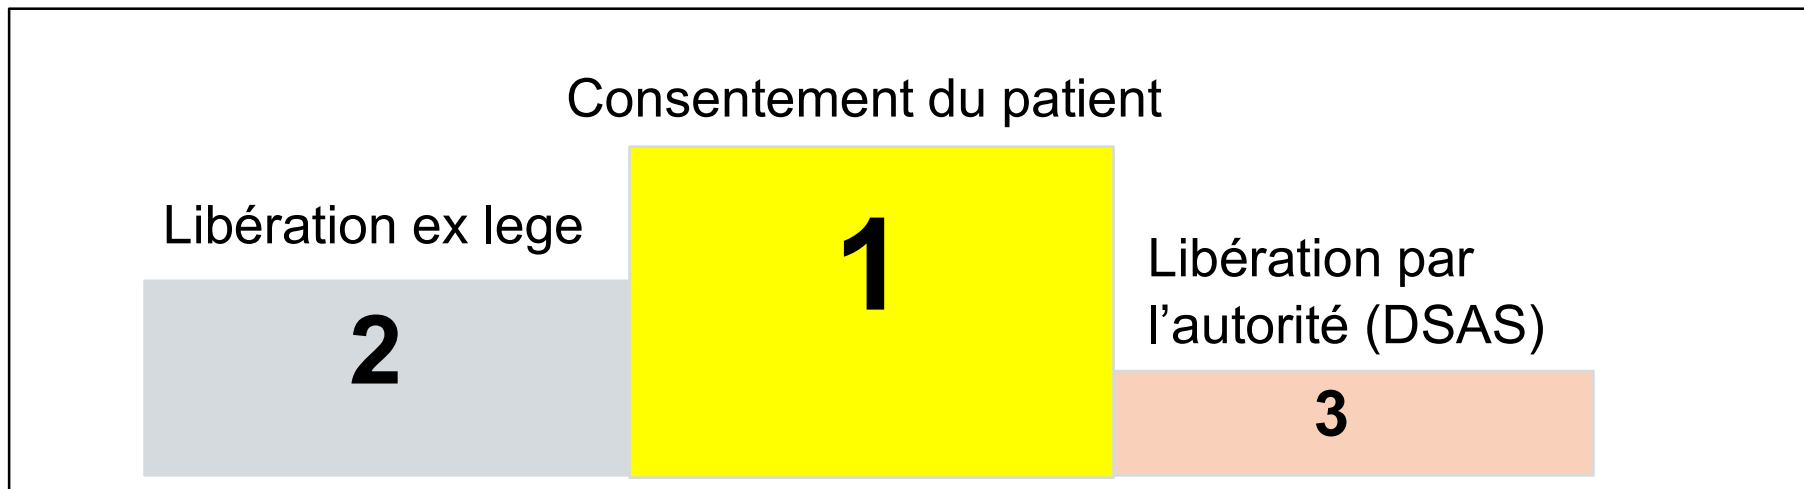 Consentement du patient
Libération ex lege
1
Libération par
l’autorité (DSAS)
2
3